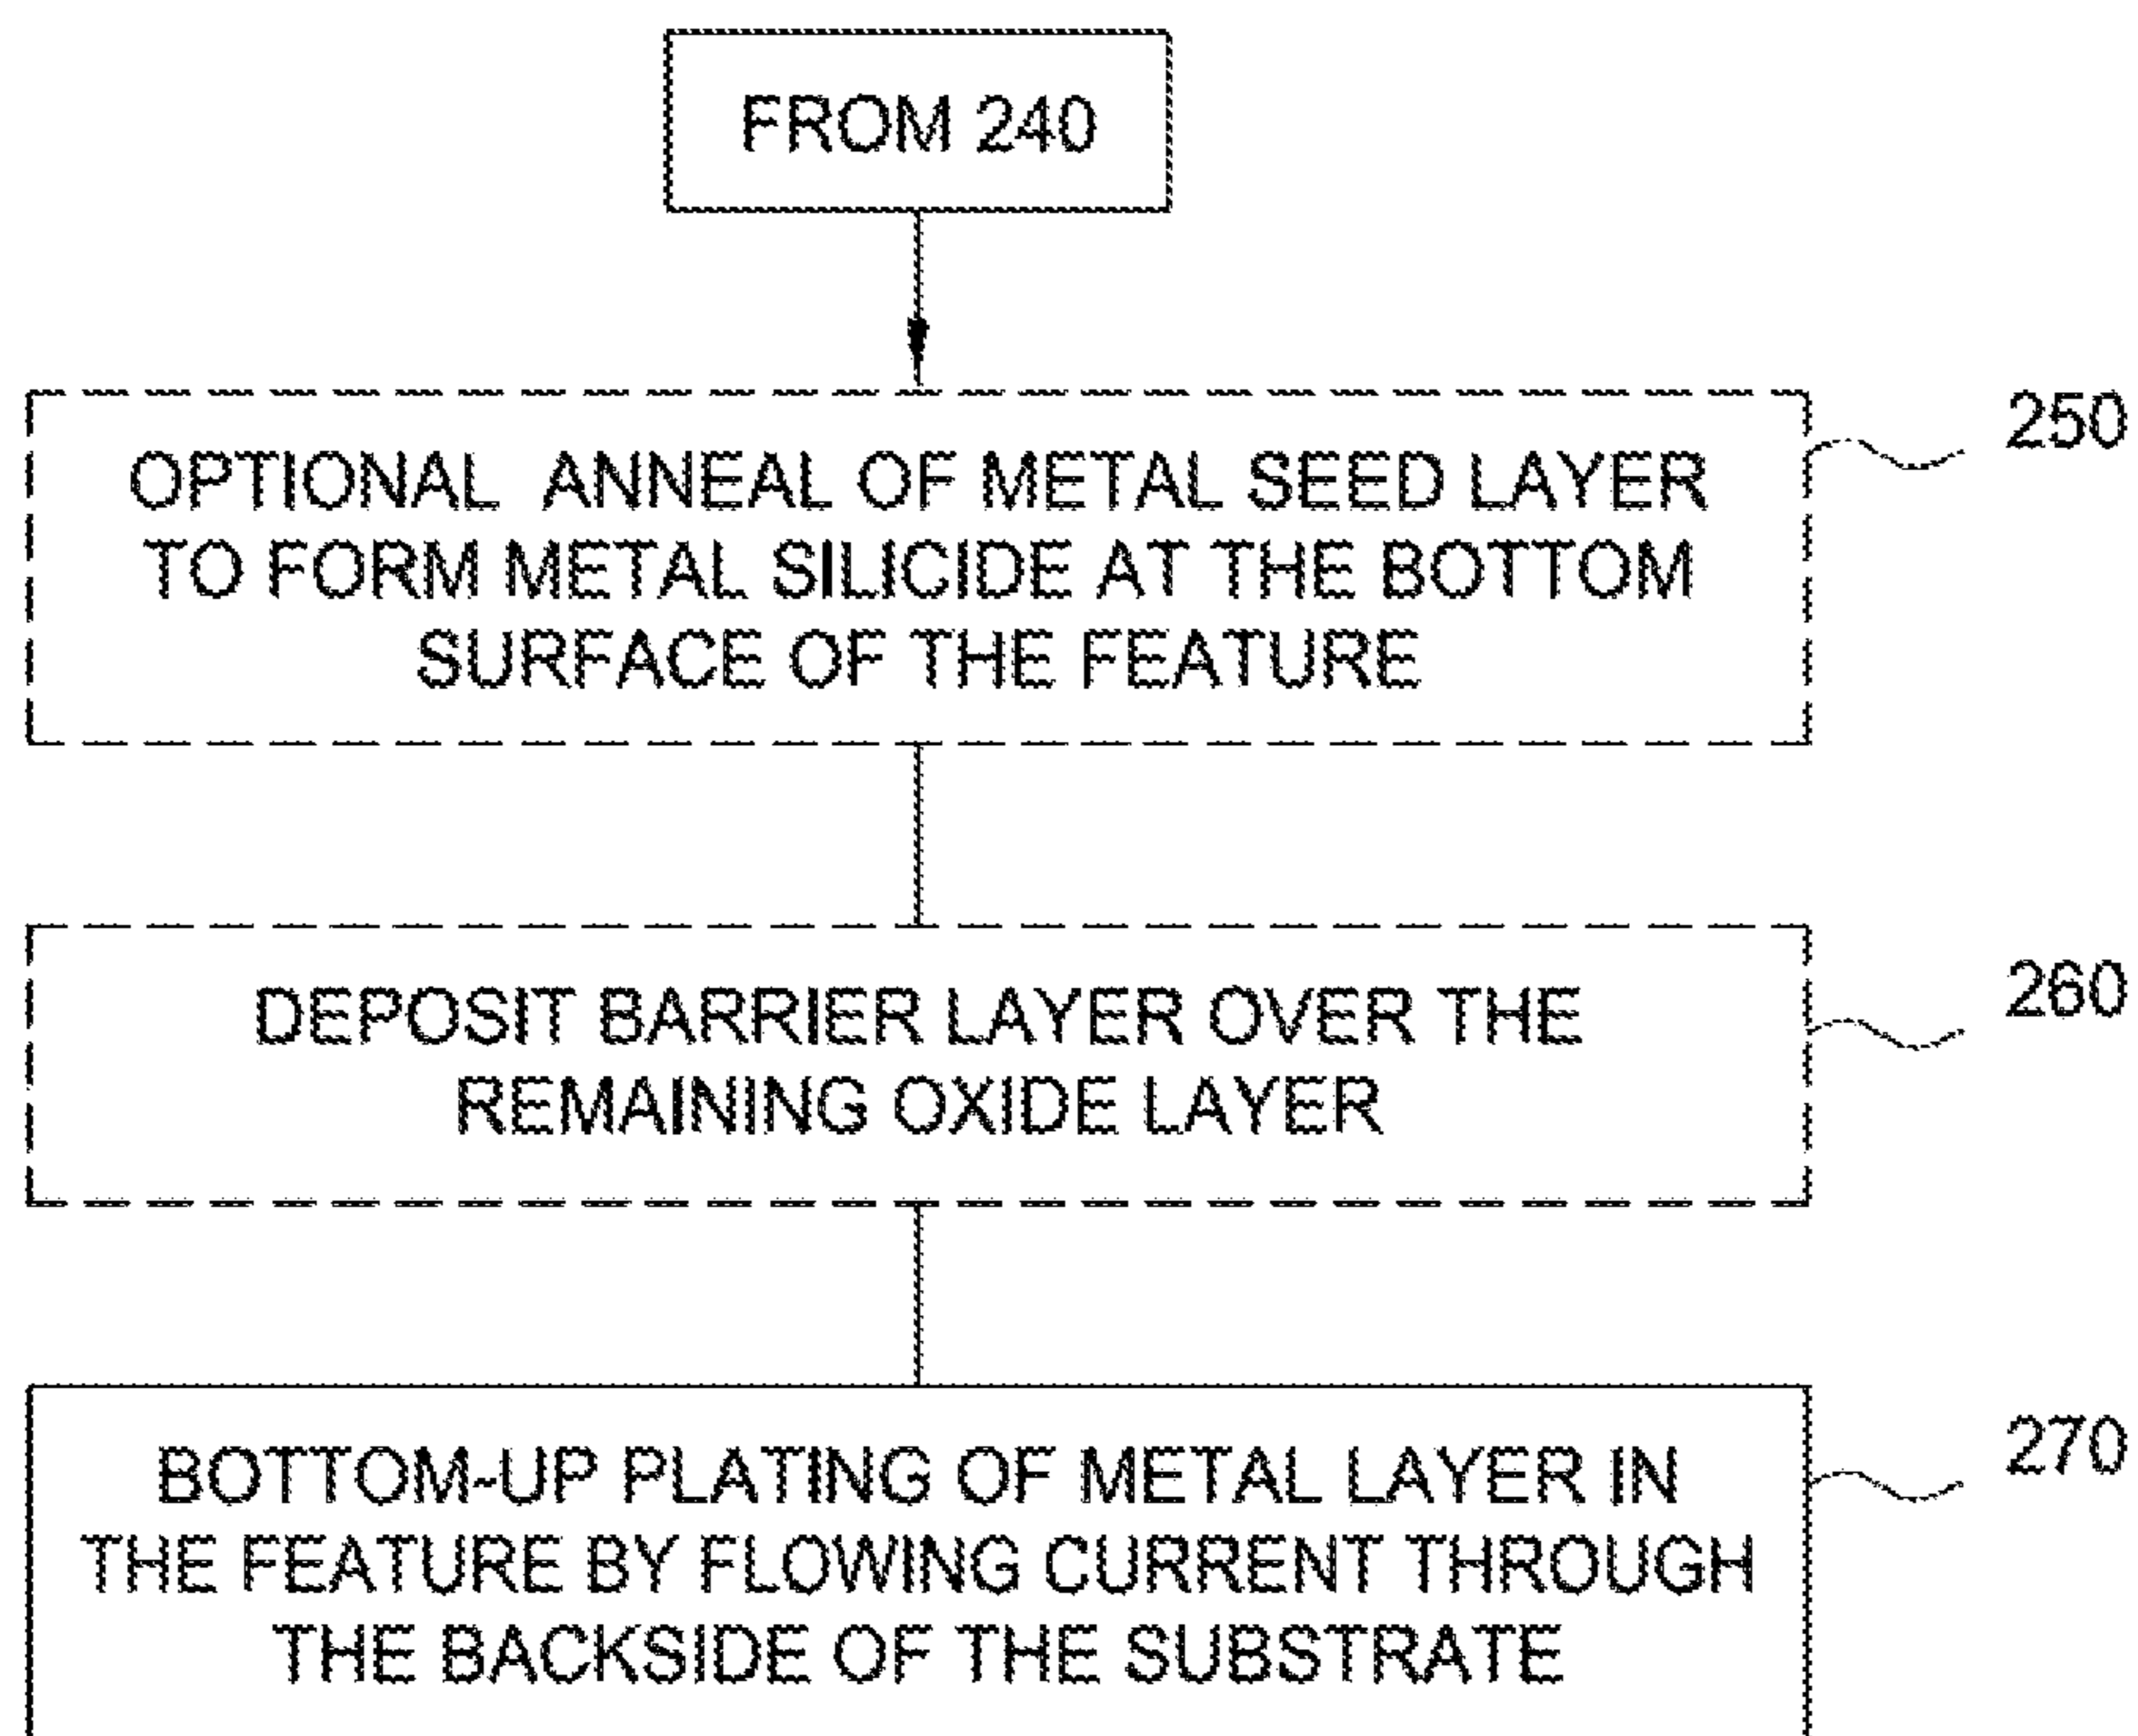 FROM 240
250
OPTIONAL ANNEAL OF METAL SEED LAYER
TO FORM METAL SILICIDE AT THE BOTTOM
SURFACE OF THE FEATURE
260
DEPOSIT BARRIER LAYER OVER THE
REMAINING OXIDE LAYER
270
BOTTOM-UP PLATING OF METAL LAYER IN
THE FEATURE BY FLOWING CURRENT THROUGH
THE BACKSIDE OF THE SUBSTRATE